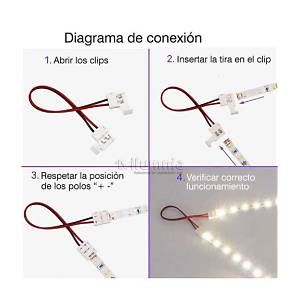 Diagrama de conexión
1. Abrir los clips
2. Insertar la tira en el clip
3. Respetar la posición
de los polos "+ -"
4. Verificar correcto
funcionamiento